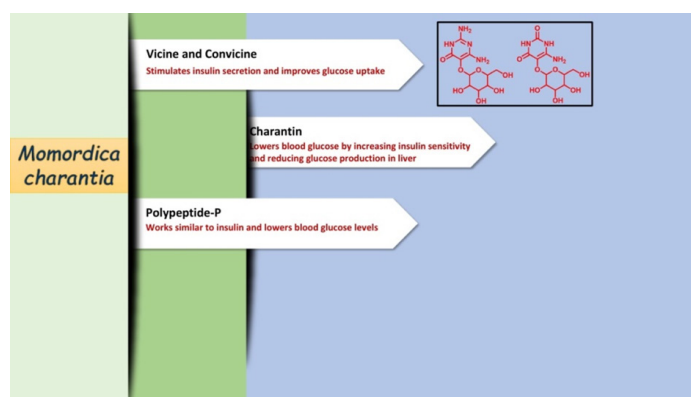 Vicine and Convicine
Stimulates insulin secretion and improves glucose uptake
Charantin
Lowers blood glucose by increasing insulin sensitivity
and reducing glucose production in liver
Momordica
charantia
Polypeptide-P
Works similar to insulin and lowers blood glucose levels
NH₂
HN
N
O
NH₂
O
O
OH
HO
OH
OH
O
HN
NH
O
NH₂
O
O
OH
HO
OH
OH